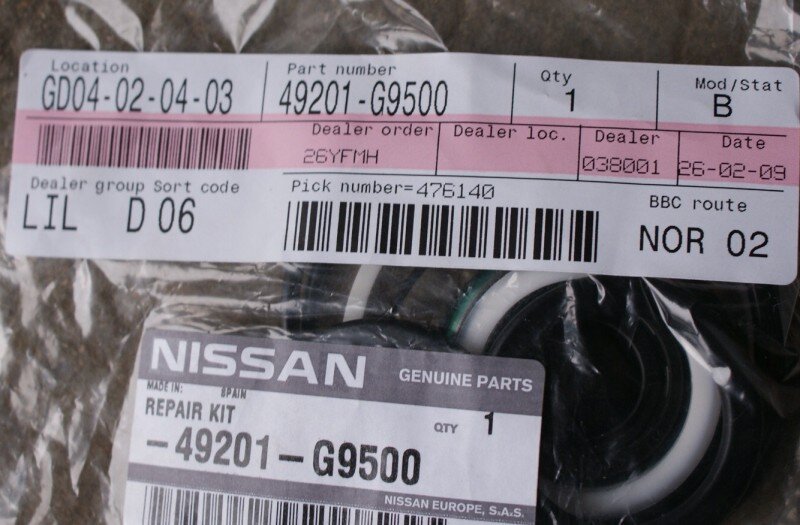 Location Part number Qty Mod/Stat
GD04-02-04-03 49201-G9500 1 B
Dealer order Dealer loc. Dealer Date
26YFMH 038001 26-02-09
Dealer group Sort code Pick number=476140 BBC route
LIL D 06 NOR 02
NISSAN GENUINE PARTS
MADE IN: SPAIN
REPAIR KIT QTY 1
-49201-G9500
NISSAN EUROPE, S.A.S.